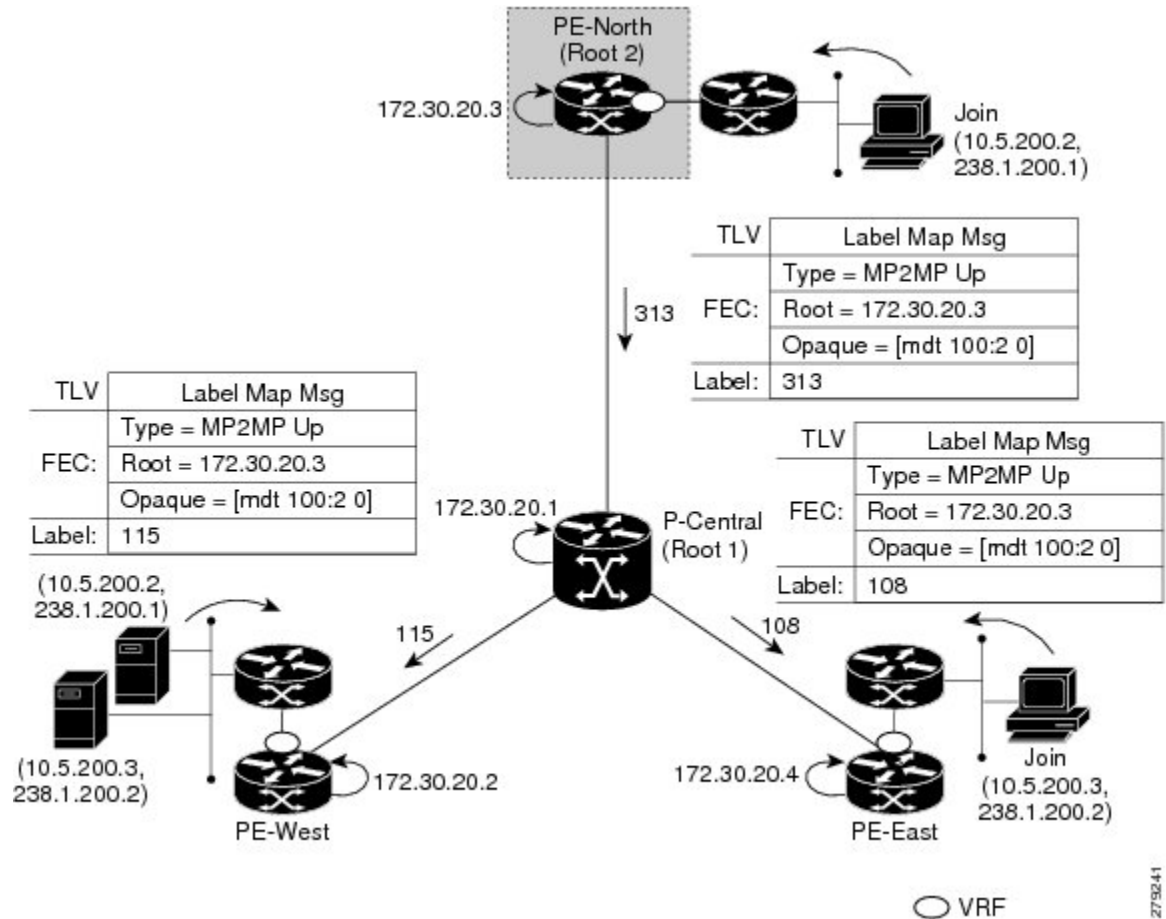 PE-North
(Root 2)
172.30.20.3
Join
(10.5.200.2,
238.1.200.1)
TLV Label Map Msg
Type = MP2MP Up
FEC: Root = 172.30.20.3
Opaque = [mdt 100:2 0]
Label: 313
313
TLV Label Map Msg
Type = MP2MP Up
FEC: Root = 172.30.20.3
Opaque = [mdt 100:2 0]
Label: 115
TLV Label Map Msg
Type = MP2MP Up
FEC: Root = 172.30.20.3
Opaque = [mdt 100:2 0]
Label: 108
172.30.20.1
P-Central
(Root 1)
(10.5.200.2,
238.1.200.1)
115
108
(10.5.200.3,
238.1.200.2)
172.30.20.2
PE-West
172.30.20.4
PE-East
Join
(10.5.200.3,
238.1.200.2)
VRF
279241